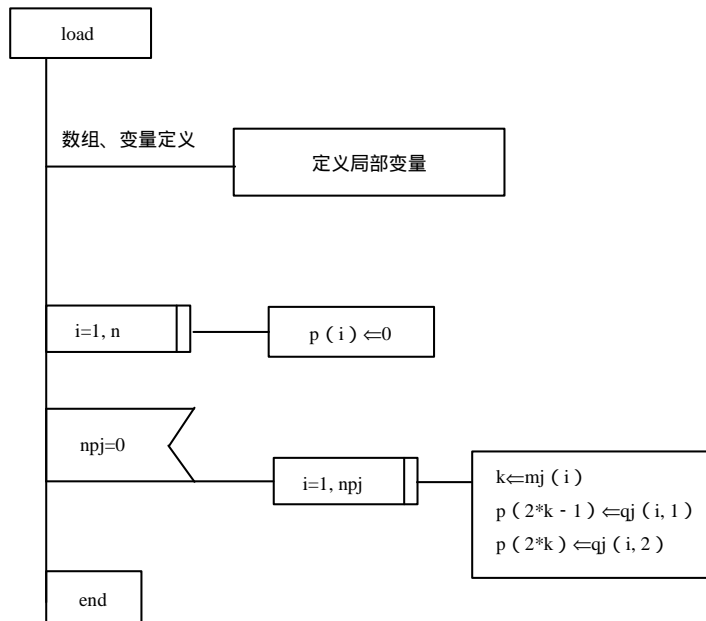 load
数组、变量定义
定义局部变量
i=1, n
p ( i ) ⇐0
npj=0
i=1, npj
k⇐mj ( i )
p ( 2*k - 1 ) ⇐qj ( i, 1 )
p ( 2*k ) ⇐qj ( i, 2 )
end